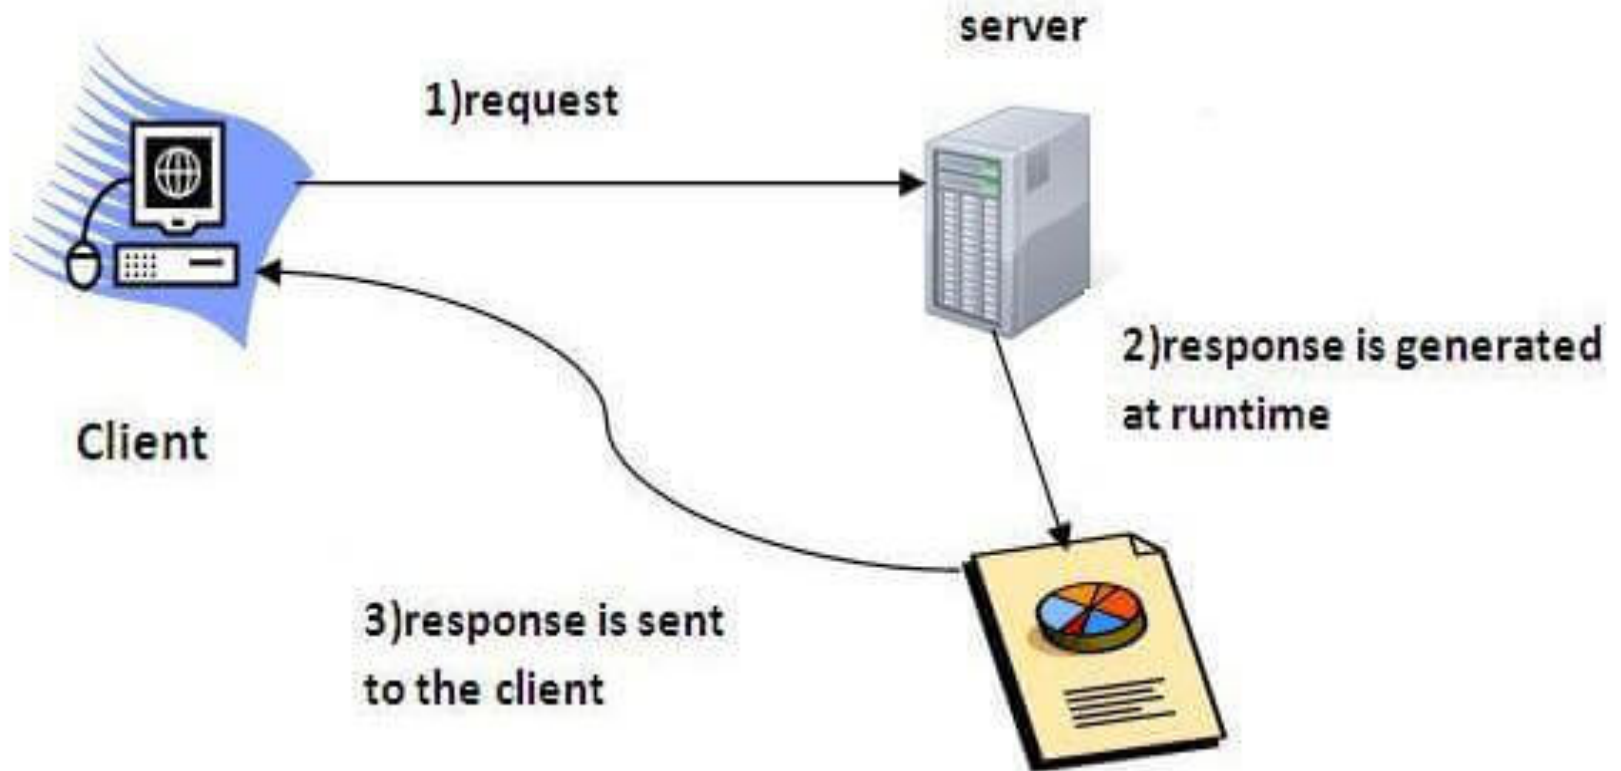 server
1)request
2)response is generated
at runtime
Client
3)response is sent
to the client